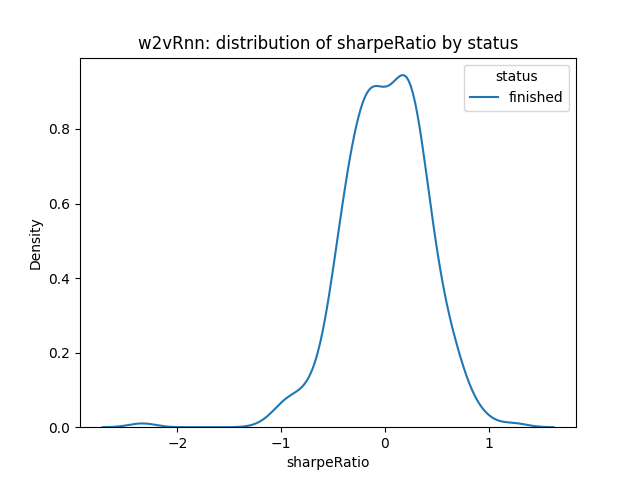 w2vRnn: distribution of sharpeRatio by status
status
finished
Density
0.8
0.6
0.4
0.2
0.0
−2
−1
0
1
sharpeRatio